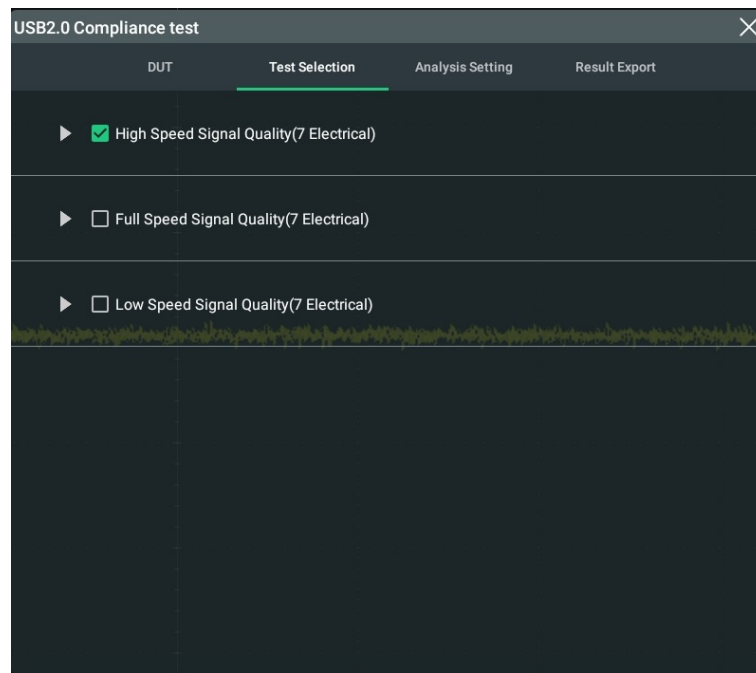 USB2.0 Compliance test
DUT Test Selection Analysis Setting Result Export
High Speed Signal Quality(7 Electrical)
Full Speed Signal Quality(7 Electrical)
Low Speed Signal Quality(7 Electrical)